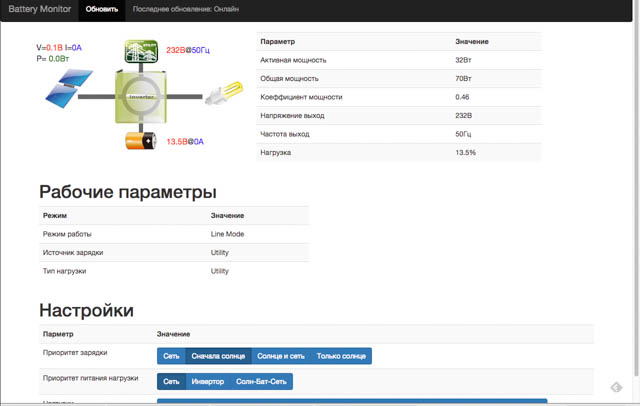 Battery Monitor Обновить Последнее обновление: Онлайн
V=0.1В I=0A
P= 0.0Вт
232В@50Гц
Inverter
13.5В@0A
Параметр Значение
Активная мощность 32Вт
Общая мощность 70Вт
Коэффициент мощности 0.46
Напряжение выход 232В
Частота выход 50Гц
Нагрузка 13.5%
Рабочие параметры
Режим Значение
Режим работы Line Mode
Источник зарядки Utility
Тип нагрузки Utility
Настройки
Парметр Значение
Приоритет зарядки Сеть Сначала солнце Солнце и сеть Только солнце
Приоритет питания нагрузки Сеть Инвертор Солн-Бат-Сеть